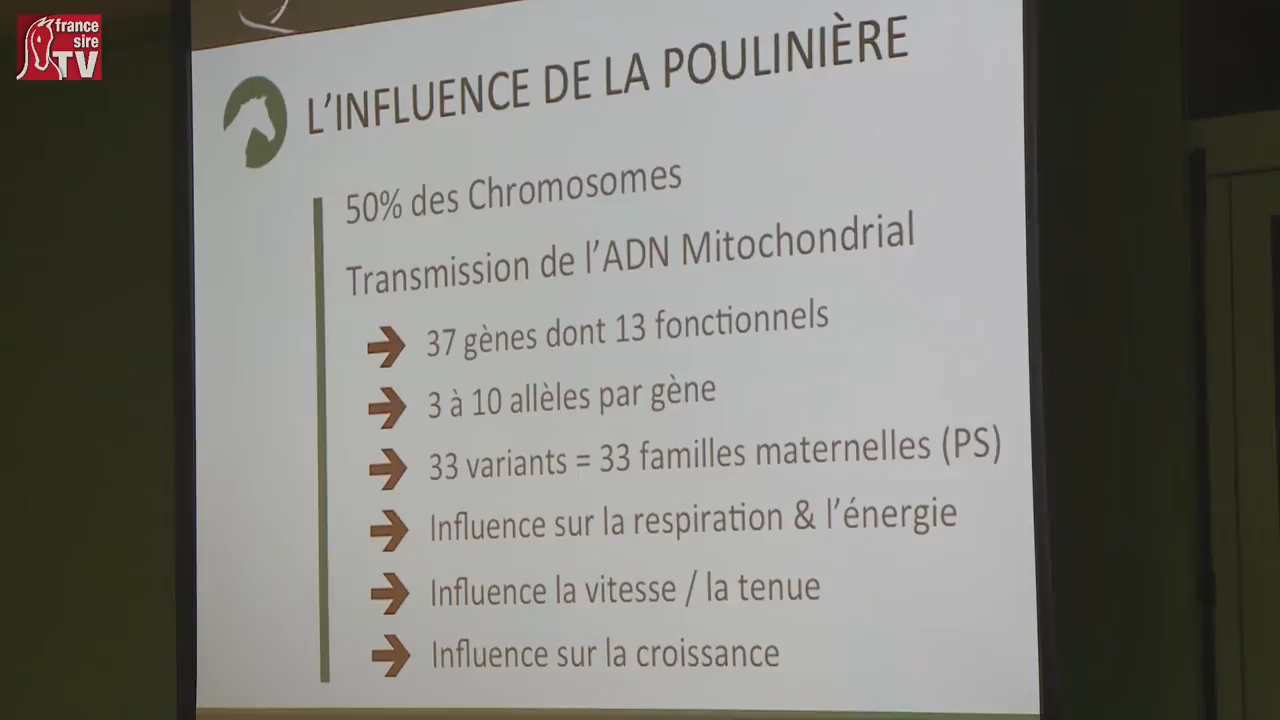 france
sire
TV
L'INFLUENCE DE LA POULINIÈRE
50% des Chromosomes
Transmission de l'ADN Mitochondrial
37 gènes dont 13 fonctionnels
3 à 10 allèles par gène
33 variants = 33 familles maternelles (PS)
Influence sur la respiration & l'énergie
Influence la vitesse / la tenue
Influence sur la croissance